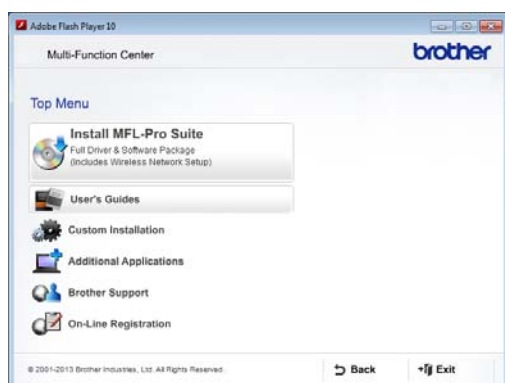 Adobe Flash Player 10
Multi-Function Center
brother
Top Menu
Install MFL-Pro Suite
Full Driver & Software Package
(Includes Wireless Network Setup)
User's Guides
Custom Installation
Additional Applications
Brother Support
On-Line Registration
© 2001-2013 Brother Industries, Ltd. All Rights Reserved.
Back
Exit